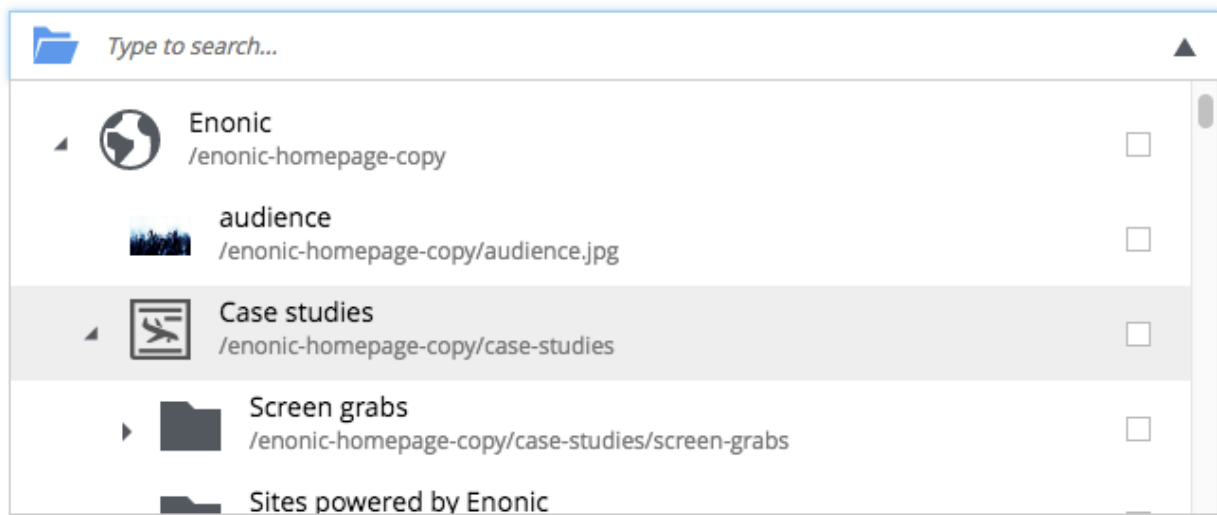 Type to search...
Enonic
/enonic-homepage-copy
audience
/enonic-homepage-copy/audience.jpg
Case studies
/enonic-homepage-copy/case-studies
Screen grabs
/enonic-homepage-copy/case-studies/screen-grabs
Sites powered by Enonic